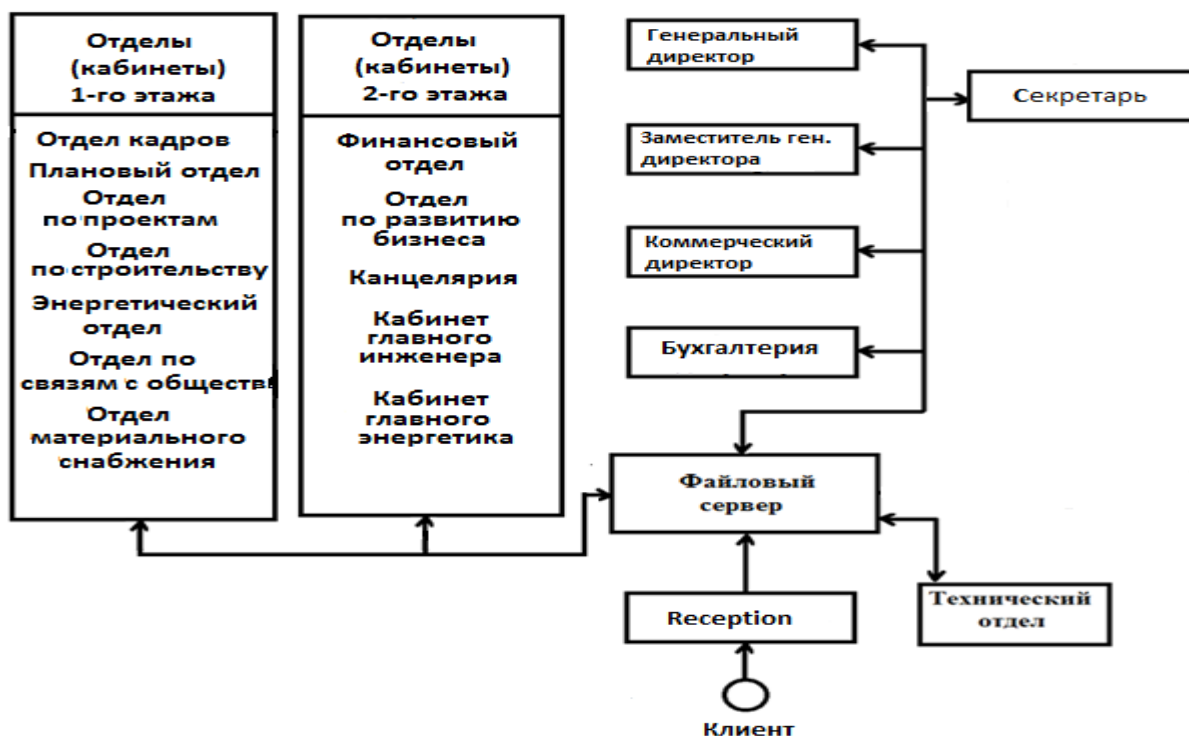 Отделы
(кабинеты)
1-го этажа
Отдел кадров
Плановый отдел
Отдел
по проектам
Отдел
по строительству
Энергетический
отдел
Отдел по
связям с обществ
Отдел
материального
снабжения
Отделы
(кабинеты)
2-го этажа
Финансовый
отдел
Отдел
по развитию
бизнеса
Канцелярия
Кабинет
главного
инженера
Кабинет
главного
энергетика
Генеральный
директор
Секретарь
Заместитель ген.
директора
Коммерческий
директор
Бухгалтерия
Файловый
сервер
Reception
Технический
отдел
Клиент